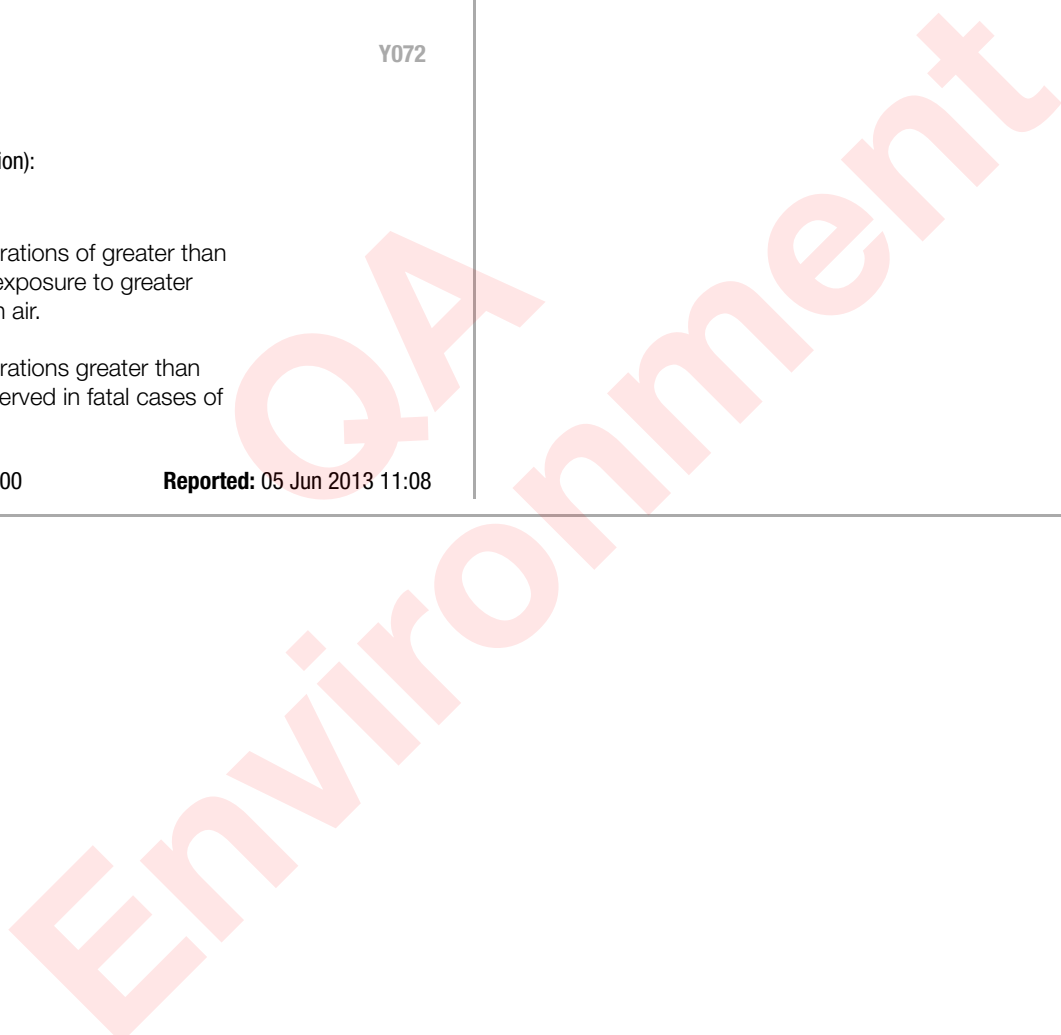 Y072
ion):
rations of greater than
exposure to greater
n air.
rations greater than
erved in fatal cases of
00 Reported: 05 Jun 2013 11:08
QA
Environment